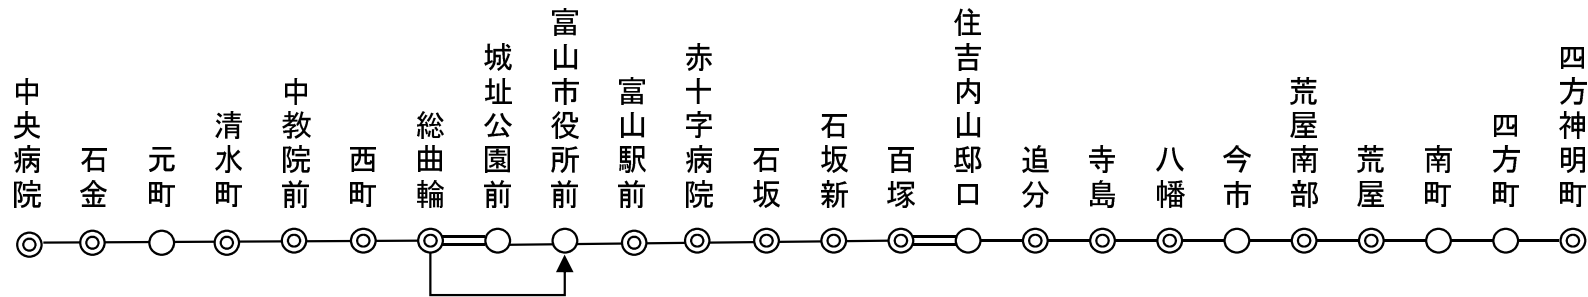 中央病院
石金
元町
清水町
中教院前
西町
総曲輪
城址公園前
富山市役所前
富山駅前
赤十字病院
石坂
石坂新
百塚
住吉内山邸口
追分
寺島
八幡
今市
荒屋南部
荒屋
南町
四方町
四方神明町